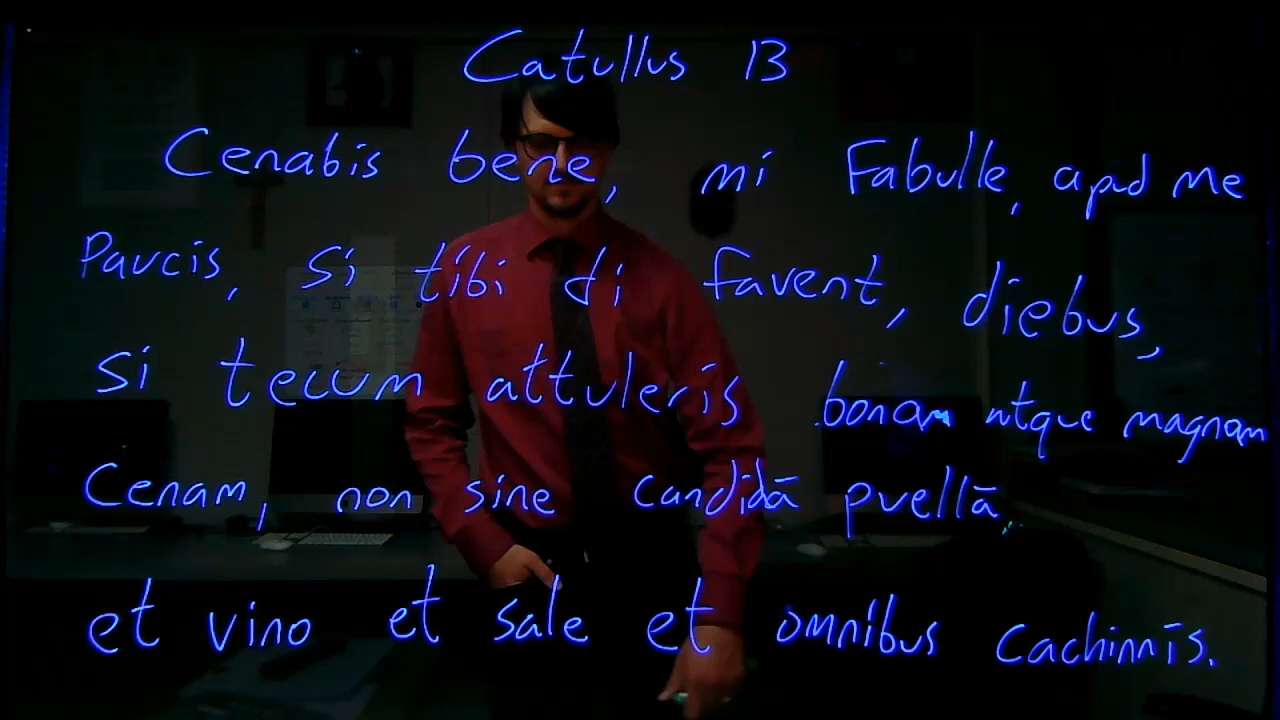 Catullus 13
Cenabis bene, mi Fabulle, apud me
Paucis, si tibi di favent, diebus,
si tecum attuleris bonam atque magnam
Cenam, non sine candidā puellā,
et vino et sale et omnibus cachinnis.